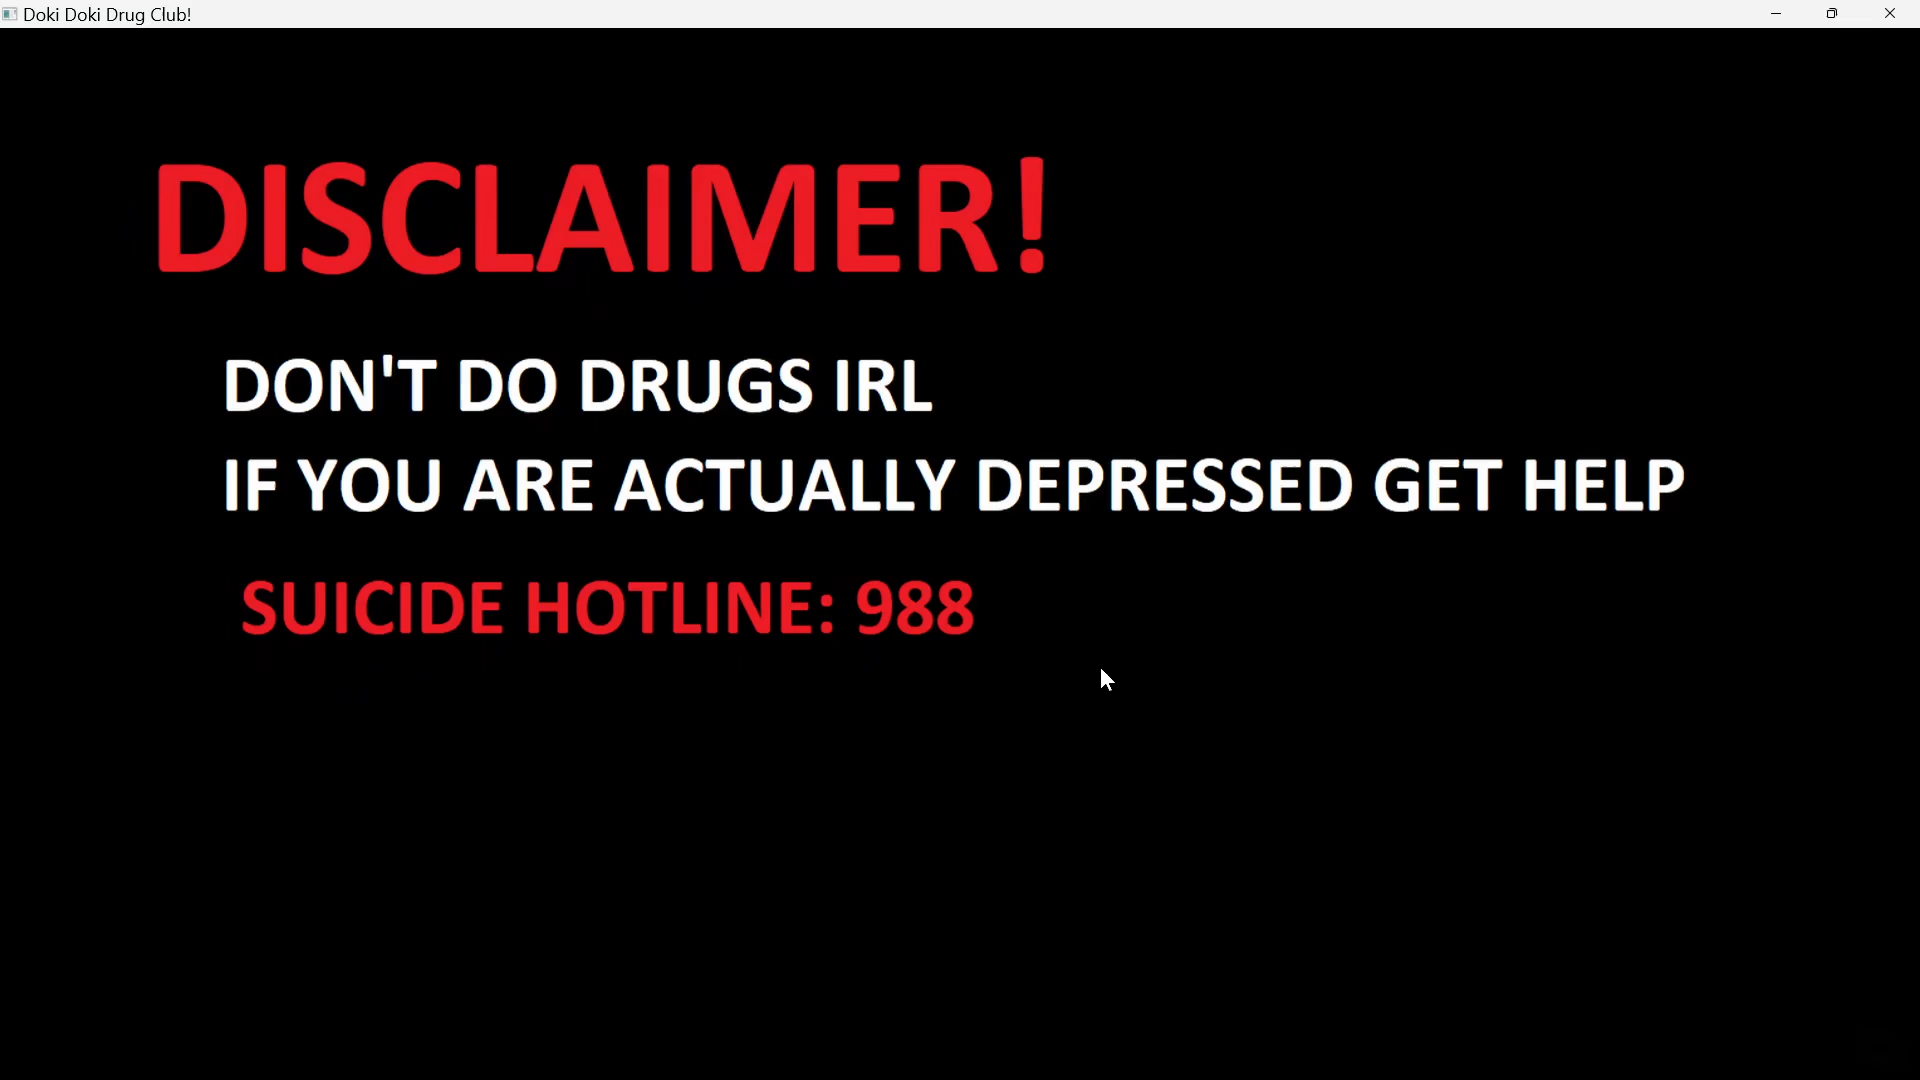 Doki Doki Drug Club!
DISCLAIMER!
DON'T DO DRUGS IRL
IF YOU ARE ACTUALLY DEPRESSED GET HELP
SUICIDE HOTLINE: 988